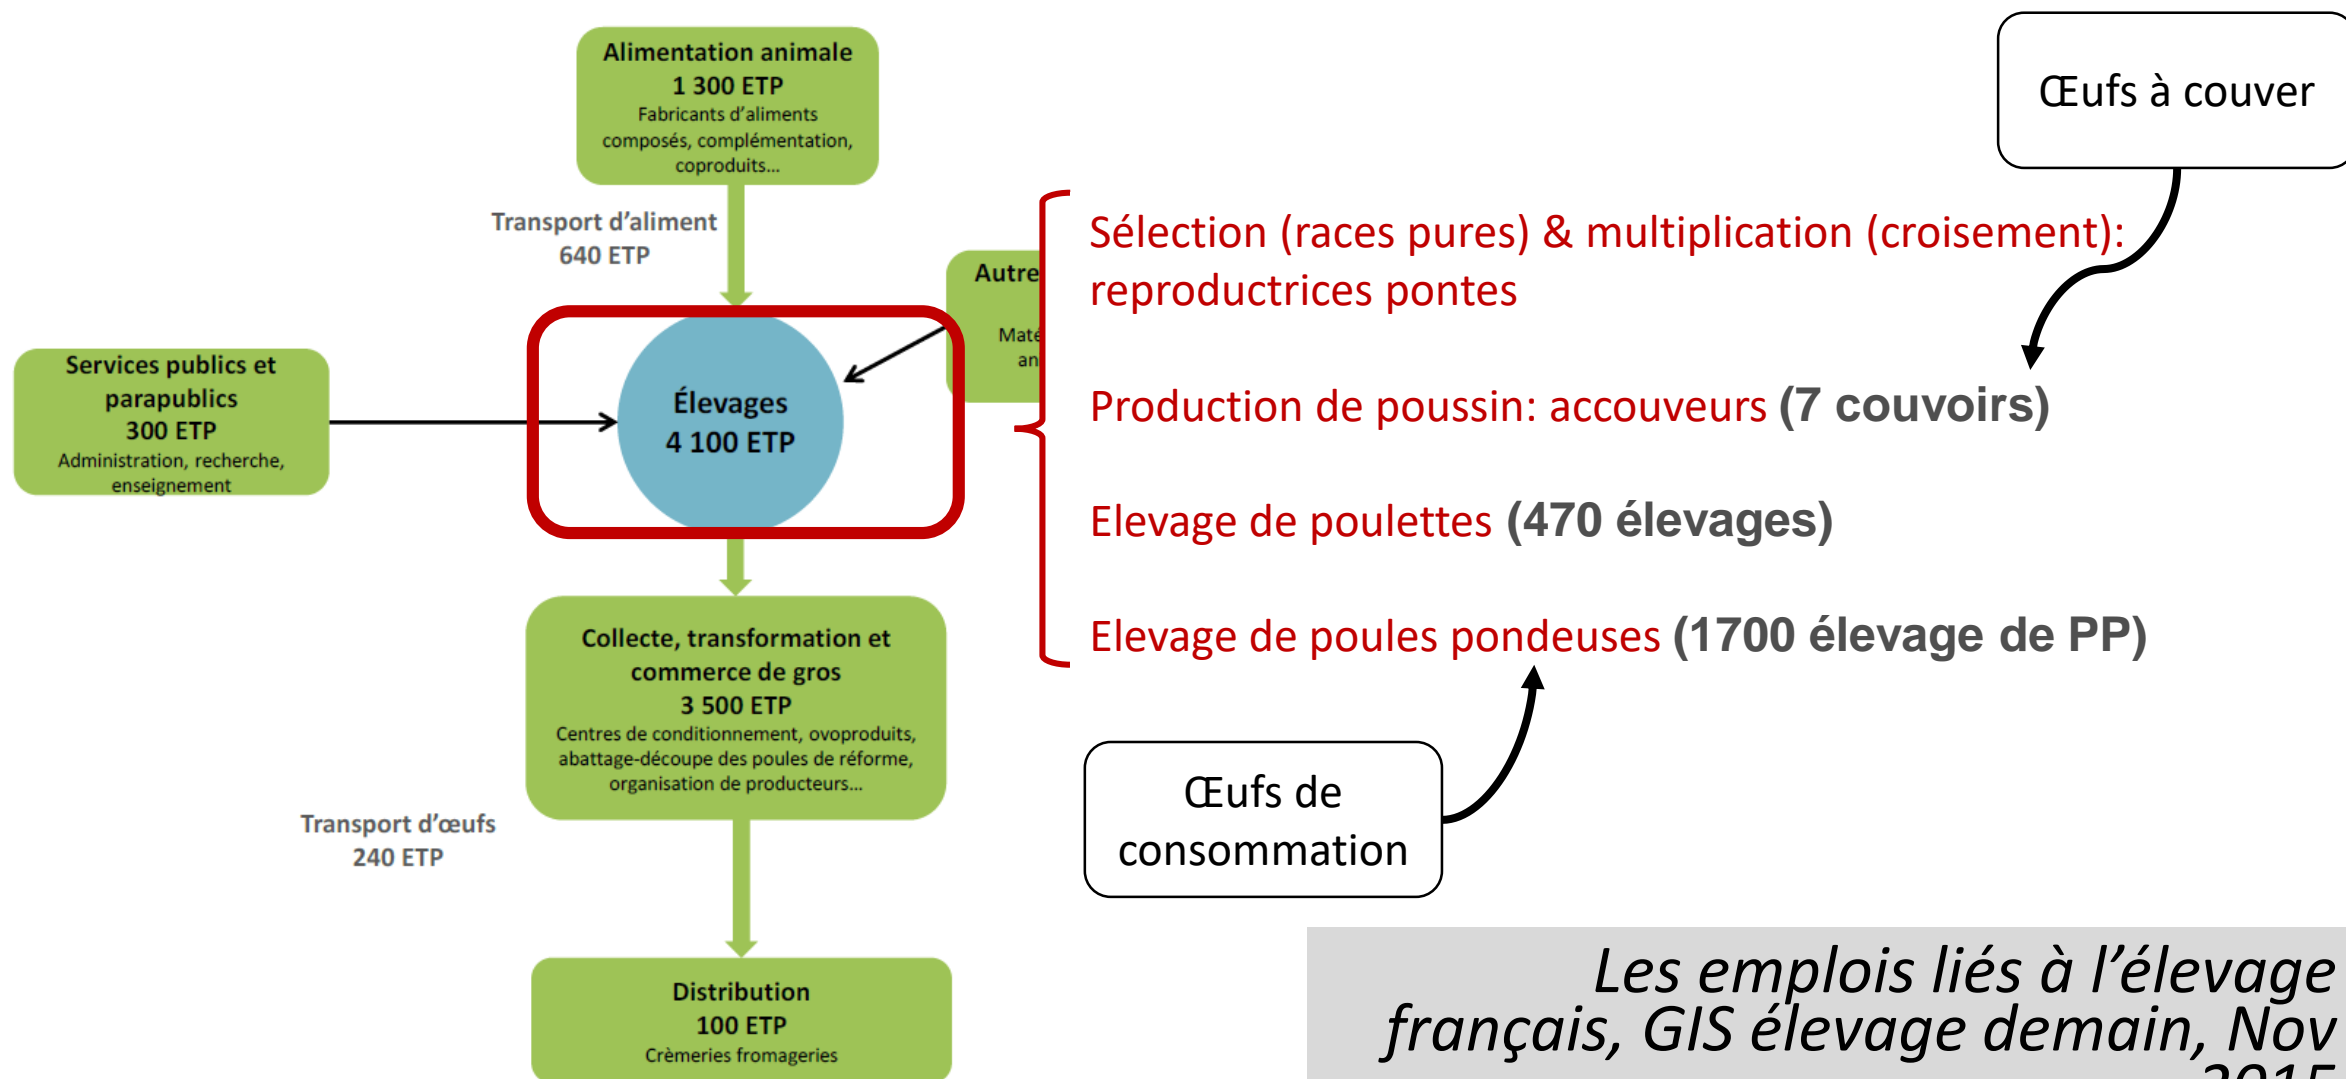 Alimentation animale
1 300 ETP
Fabricants d'aliments
composés, complémentation,
coproduits...
Transport d'aliment
640 ETP
Autre
Maté
an
Services publics et
parapublics
300 ETP
Administration, recherche,
enseignement
Élevages
4 100 ETP
Collecte, transformation et
commerce de gros
3 500 ETP
Centres de conditionnement, ovoproduits,
abattage-découpe des poules de réforme,
organisation de producteurs...
Transport d'œufs
240 ETP
Distribution
100 ETP
Crèmeries fromageries
Œufs à couver
Sélection (races pures) & multiplication (croisement):
reproductrices pontes
Production de poussin: accouveurs (7 couvoirs)
Elevage de poulettes (470 élevages)
Elevage de poules pondeuses (1700 élevage de PP)
Œufs de
consommation
Les emplois liés à l'élevage
français, GIS élevage demain, Nov
2015